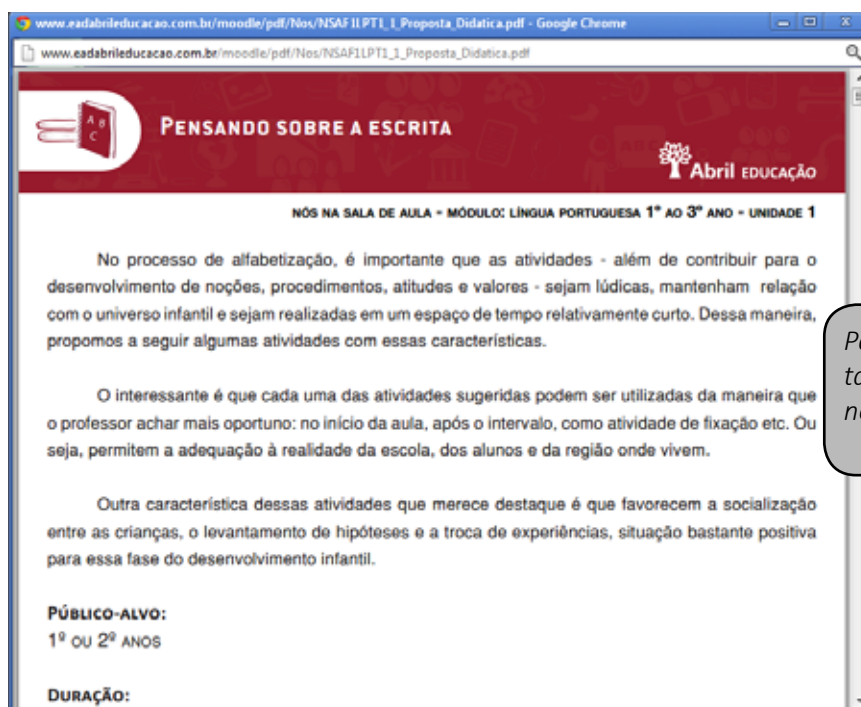 www.eadabrileducacao.com.br/moodle/pdf/Nos/NSAF1LPT1_1_Proposta_Didatica.pdf - Google Chrome
www.eadabrileducacao.com.br/moodle/pdf/Nos/NSAF1LPT1_1_Proposta_Didatica.pdf
A B
C
PENSANDO SOBRE A ESCRITA
Abril EDUCAÇÃO
NÓS NA SALA DE AULA - MÓDULO: LÍNGUA PORTUGUESA 1º AO 3º ANO - UNIDADE 1
No processo de alfabetização, é importante que as atividades - além de contribuir para o
desenvolvimento de noções, procedimentos, atitudes e valores - sejam lúdicas, mantenham relação
com o universo infantil e sejam realizadas em um espaço de tempo relativamente curto. Dessa maneira,
propomos a seguir algumas atividades com essas características.
O interessante é que cada uma das atividades sugeridas podem ser utilizadas da maneira que
o professor achar mais oportuno: no início da aula, após o intervalo, como atividade de fixação etc. Ou
seja, permitem a adequação à realidade da escola, dos alunos e da região onde vivem.
Outra característica dessas atividades que merece destaque é que favorecem a socialização
entre as crianças, o levantamento de hipóteses e a troca de experiências, situação bastante positiva
para essa fase do desenvolvimento infantil.
PÚBLICO-ALVO:
1º OU 2º ANOS
DURAÇÃO: